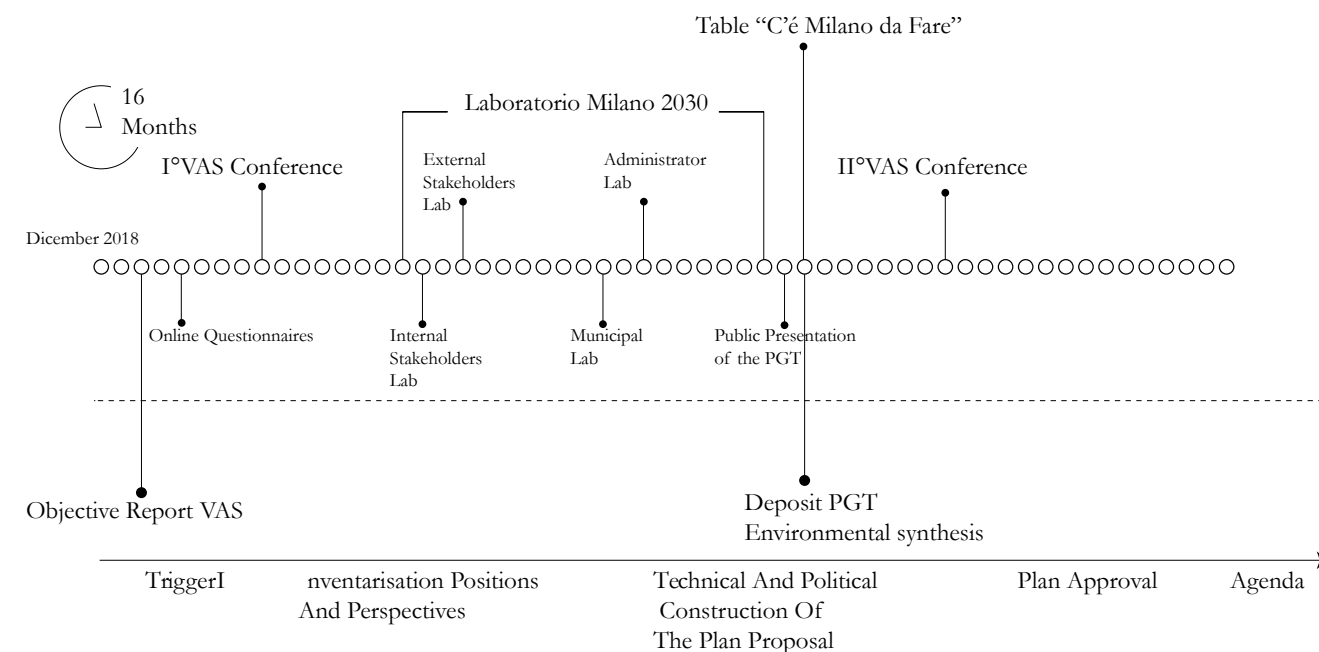 Table “C’é Milano da Fare”
16
Months
Laboratorio Milano 2030
I°VAS Conference
External
Stakeholders
Lab
Administrator
Lab
II°VAS Conference
Dicember 2018
Online Questionnaires
Internal
Stakeholders
Lab
Municipal
Lab
Public Presentation
of the PGT
Objective Report VAS
Deposit PGT
Environmental synthesis
TriggerI
nventarisation Positions
And Perspectives
Technical And Political
Construction Of
The Plan Proposal
Plan Approval
Agenda